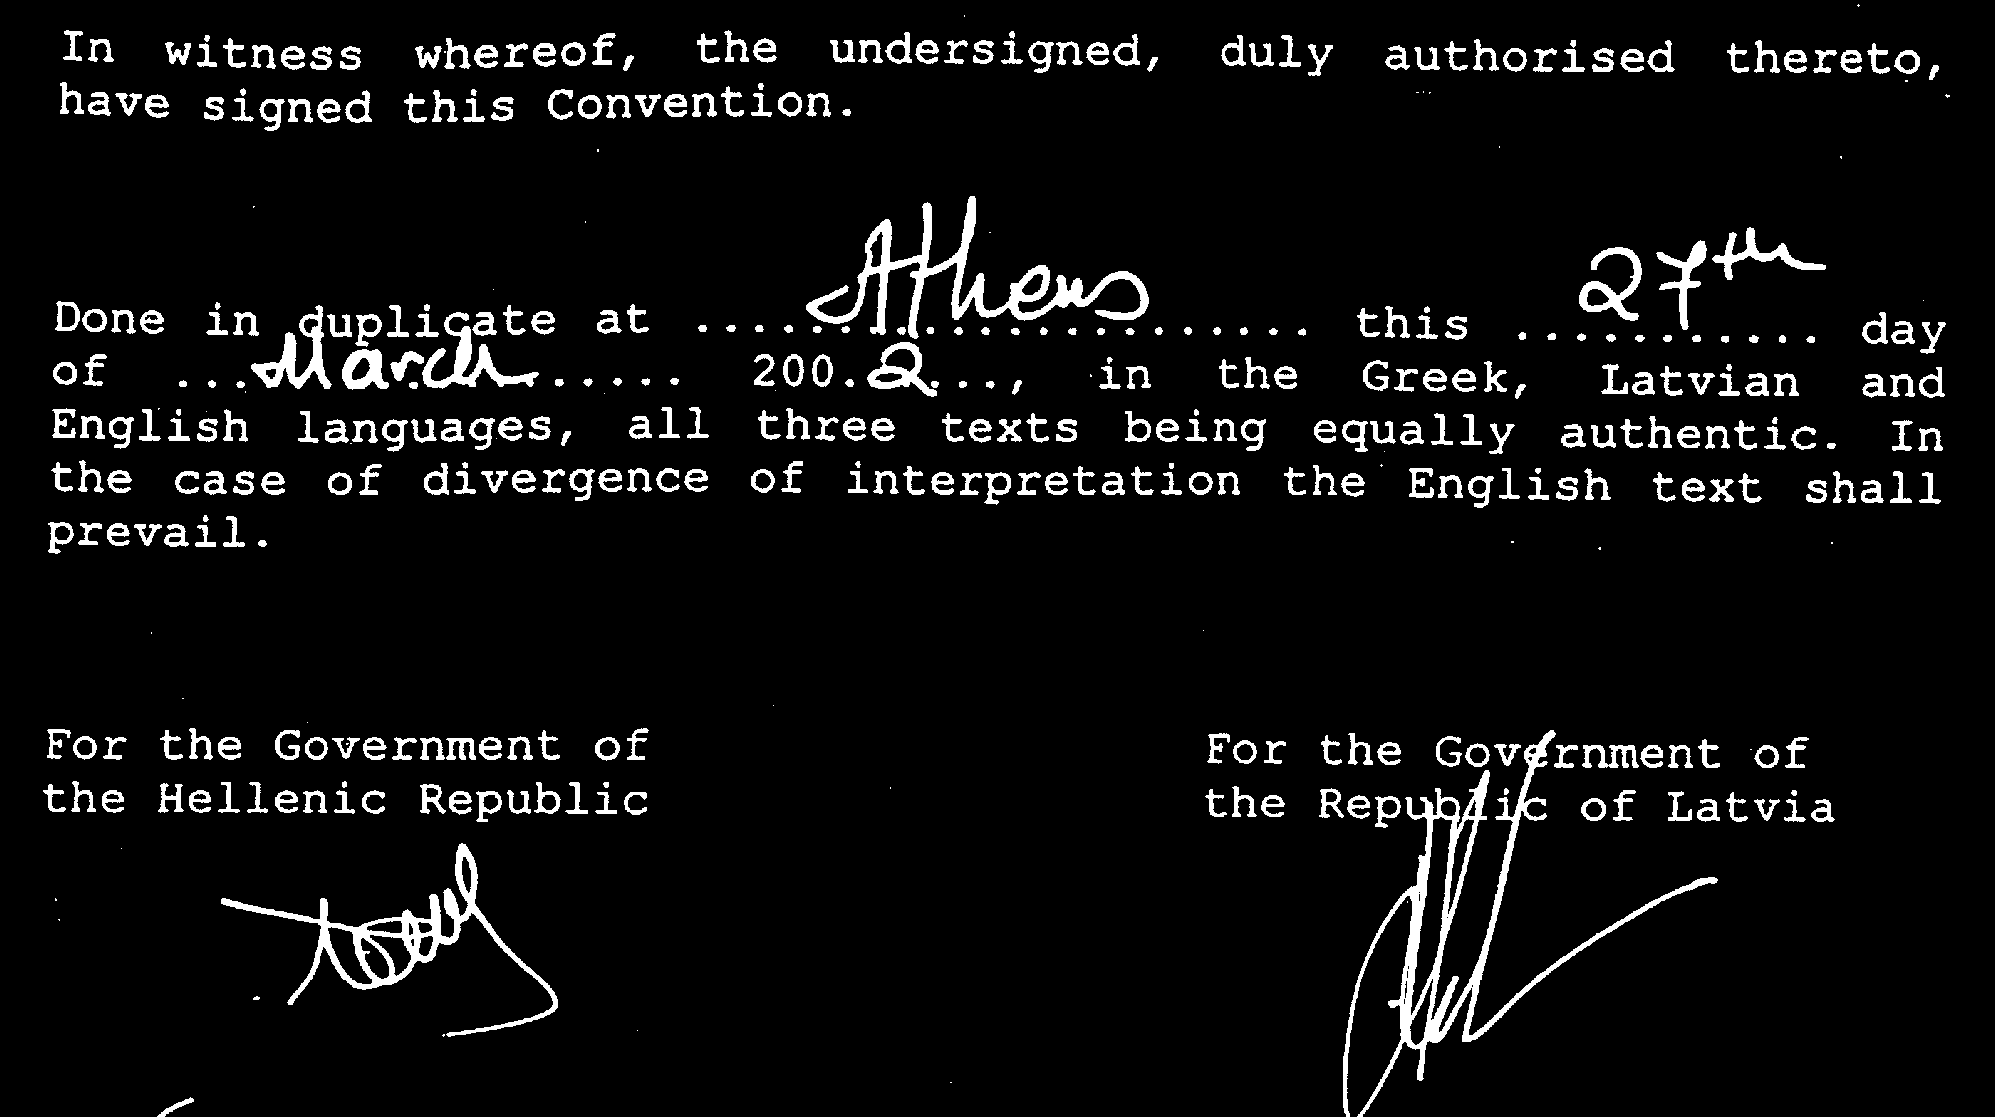 In witness whereof, the undersigned, duly authorised thereto,
have signed this Convention.
Done in duplicate at ....Athens.... this ....27th.... day
of ...March..... 200.2..., in the Greek, Latvian and
English languages, all three texts being equally authentic. In
the case of divergence of interpretation the English text shall
prevail.
For the Government of
the Hellenic Republic
For the Government of
the Republic of Latvia